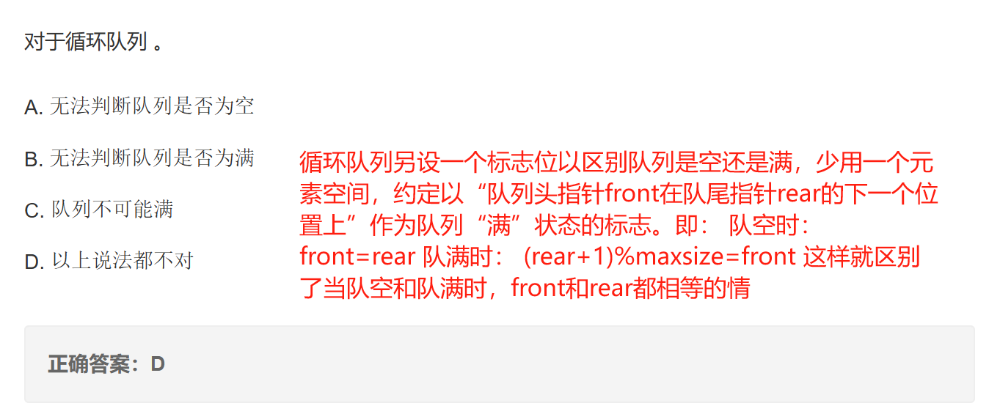 对于循环队列 。
A. 无法判断队列是否为空
B. 无法判断队列是否为满
C. 队列不可能满
D. 以上说法都不对
循环队列另设一个标志位以区别队列是空还是满，少用一个元
素空间，约定以“队列头指针front在队尾指针rear的下一个位
置上”作为队列“满”状态的标志。即： 队空时：
front=rear 队满时： (rear+1)%maxsize=front 这样就区别
了当队空和队满时，front和rear都相等的情
正确答案：D